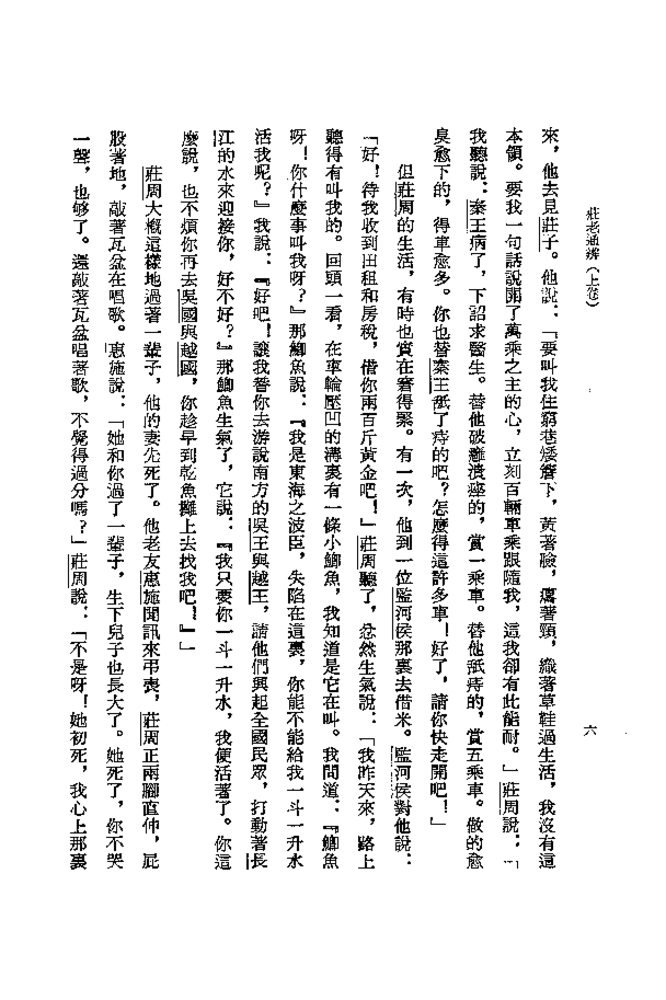 莊老通辨(上卷)
六
來,他去見莊子。他說:「要叫我住窮巷矮簷下,黃著臉,癟著頸,織著草鞋過生活,我沒有這
本領。要我一句話說開了萬乘之主的心,立刻百輛車乘跟隨我,這我卻有此能耐。」莊周說:「
我聽說:秦王病了,下詔求醫生。替他破癰潰痤的,賞一乘車。替他舐痔的,賞五乘車。做的愈
臭愈下的,得車愈多。你也替秦王舐了痔的吧?怎麼得這許多車!好了,請你快走開吧!」
但莊周的生活,有時也實在窘得緊。有一次,他到一位監河侯那裏去借米。監河侯對他說:
「好!待我收到田租和房稅,借你兩百斤黃金吧!」莊周聽了,忿然生氣說:「我昨天來,路上
聽得有叫我的。回頭一看,在車輪壓凹的溝裏有一條小鯽魚,我知道是它在叫。我問道:『鯽魚
呀!你什麼事叫我呀?』那鯽魚說:『我是東海之波臣,失陷在這裏,你能不能給我一斗一升水
活我呢?』我說:『好吧!讓我替你去游說南方的吳王與越王,請他們興起全國民眾,打動著長
江的水來迎接你,好不好?』那鯽魚生氣了,它說:『我只要你一斗一升水,我便活著了。你這
麼說,也不煩你再去吳國與越國,你趁早到乾魚攤上去找我吧!』」
莊周大概這樣地過著一輩子,他的妻先死了。他老友惠施聞訊來弔喪,莊周正兩腳直伸,屁
股著地,敲著瓦盆在唱歌。惠施說:「她和你過了一輩子,生下兒子也長大了。她死了,你不哭
一聲,也够了。還敲著瓦盆唱著歌,不覺得過分嗎?」莊周說:「不是呀!她初死,我心上那裏